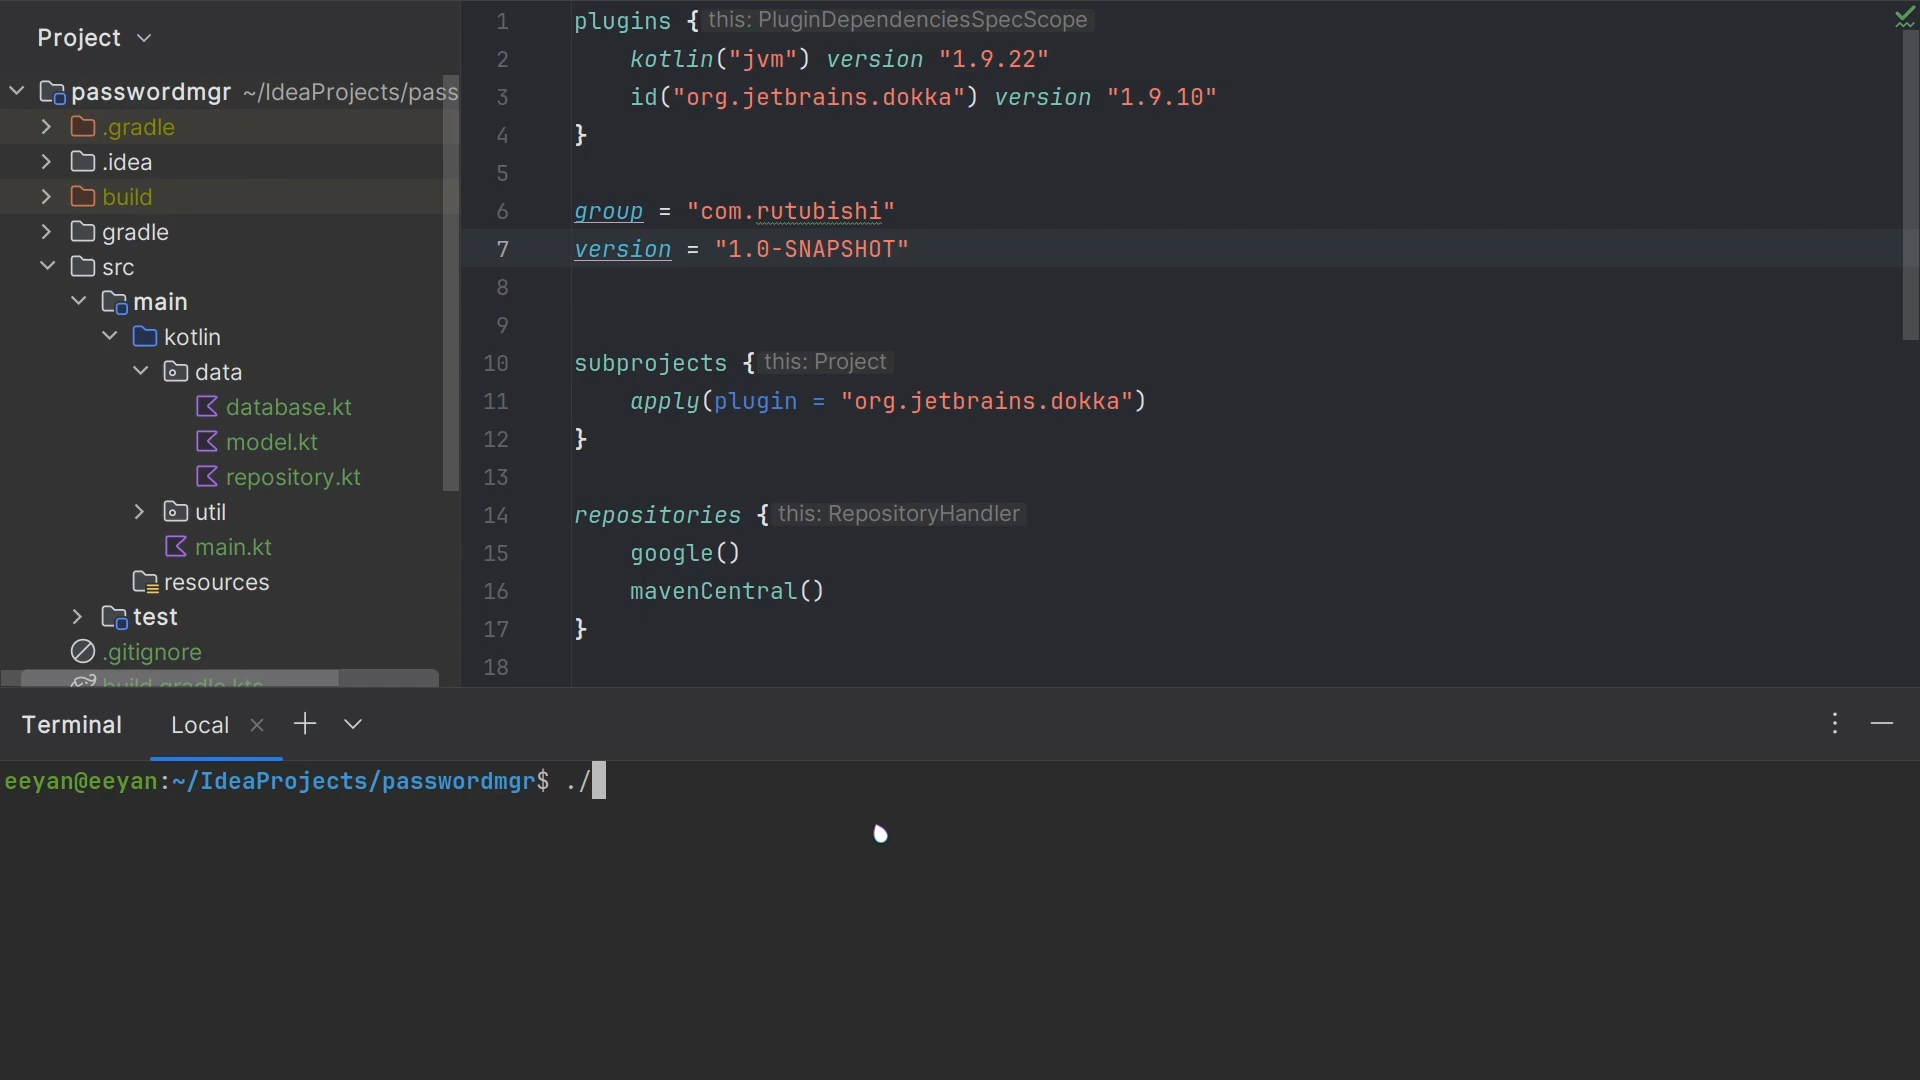 Project
passwordmgr ~/IdeaProjects/pass
.gradle
.idea
build
gradle
src
main
kotlin
data
database.kt
model.kt
repository.kt
util
main.kt
resources
test
.gitignore
build.gradle.kts
1 plugins { this: PluginDependenciesSpecScope
2 kotlin("jvm") version "1.9.22"
3 id("org.jetbrains.dokka") version "1.9.10"
4 }
5
6 group = "com.rutubishi"
7 version = "1.0-SNAPSHOT"
8
9
10 subprojects { this: Project
11 apply(plugin = "org.jetbrains.dokka")
12 }
13
14 repositories { this: RepositoryHandler
15 google()
16 mavenCentral()
17 }
18
Terminal Local
eeyan@eeyan:~/IdeaProjects/passwordmgr$ ./